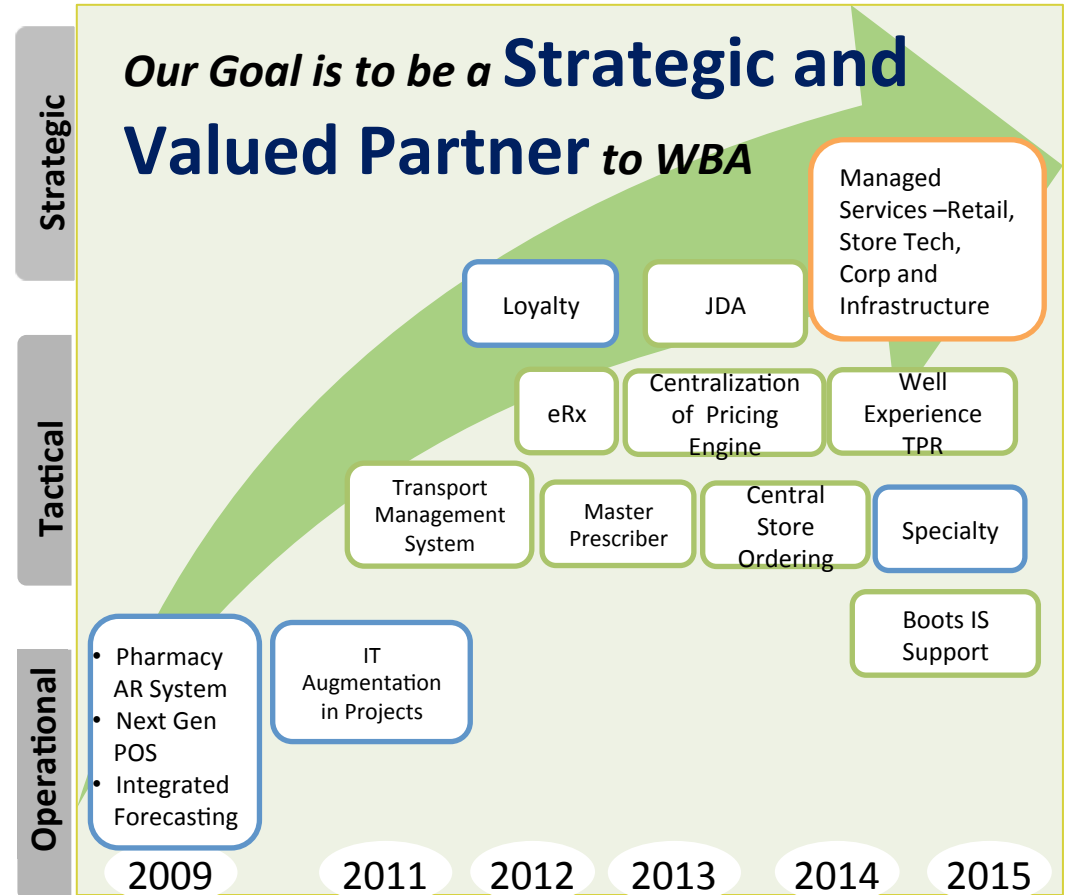 Our Goal is to be a Strategic and
Valued Partner to WBA
Strategic
Managed
Services –Retail,
Store Tech,
Corp and
Infrastructure
Loyalty
JDA
Tactical
eRx
Centralization
of Pricing
Engine
Well
Experience
TPR
Transport
Management
System
Master
Prescriber
Central
Store
Ordering
Specialty
Operational
• Pharmacy
AR System
• Next Gen
POS
• Integrated
Forecasting
IT
Augmentation
in Projects
Boots IS
Support
2009
2011
2012
2013
2014
2015